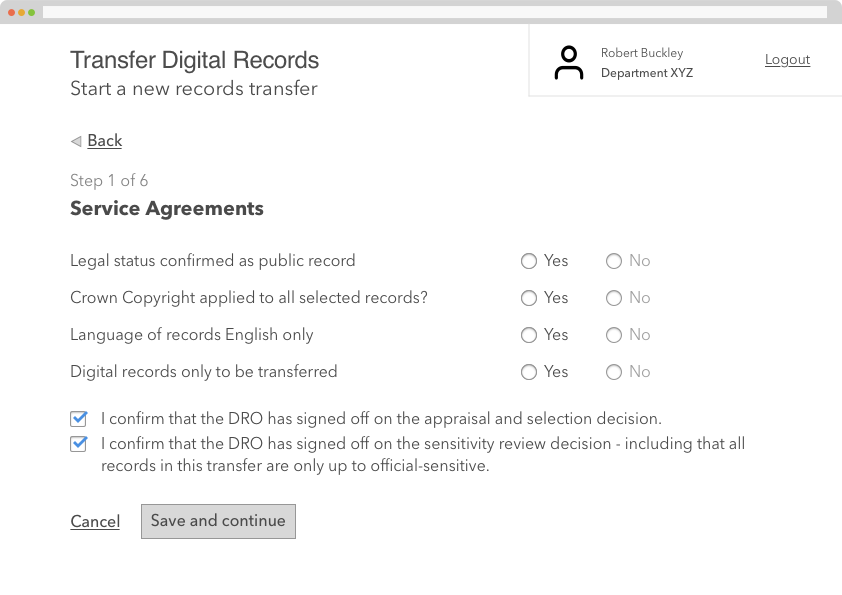 Transfer Digital Records
Start a new records transfer
Robert Buckley
Department XYZ
Logout
Back
Step 1 of 6
Service Agreements
Legal status confirmed as public record Yes No
Crown Copyright applied to all selected records? Yes No
Language of records English only Yes No
Digital records only to be transferred Yes No
I confirm that the DRO has signed off on the appraisal and selection decision.
I confirm that the DRO has signed off on the sensitivity review decision - including that all
records in this transfer are only up to official-sensitive.
Cancel Save and continue